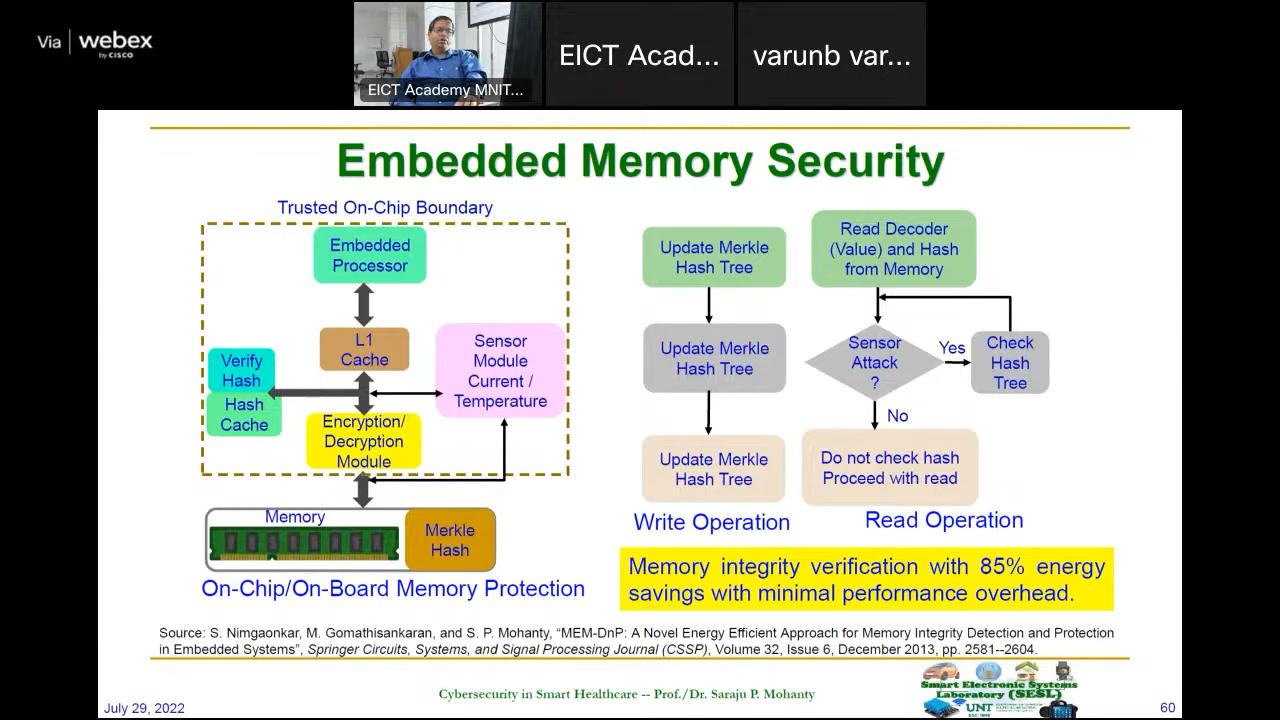 Via | webex
by CISCO
EICT Academy MNIT...
EICT Acad...
varunb var...
Embedded Memory Security
Trusted On-Chip Boundary
Embedded
Processor
L1
Cache
Verify
Hash
Hash
Cache
Sensor
Module
Current /
Temperature
Encryption/
Decryption
Module
Memory
Merkle
Hash
On-Chip/On-Board Memory Protection
Update Merkle
Hash Tree
Update Merkle
Hash Tree
Update Merkle
Hash Tree
Write Operation
Read Decoder
(Value) and Hash
from Memory
Sensor
Attack
?
Yes
Check
Hash
Tree
No
Do not check hash
Proceed with read
Read Operation
Memory integrity verification with 85% energy
savings with minimal performance overhead.
Source: S. Nimgaonkar, M. Gomathisankaran, and S. P. Mohanty, “MEM-DnP: A Novel Energy Efficient Approach for Memory Integrity Detection and Protection
in Embedded Systems”, Springer Circuits, Systems, and Signal Processing Journal (CSSP), Volume 32, Issue 6, December 2013, pp. 2581--2604.
July 29, 2022
Cybersecurity in Smart Healthcare -- Prof./Dr. Saraju P. Mohanty
Smart Electronic Systems
Laboratory (SESL)
UNT
60